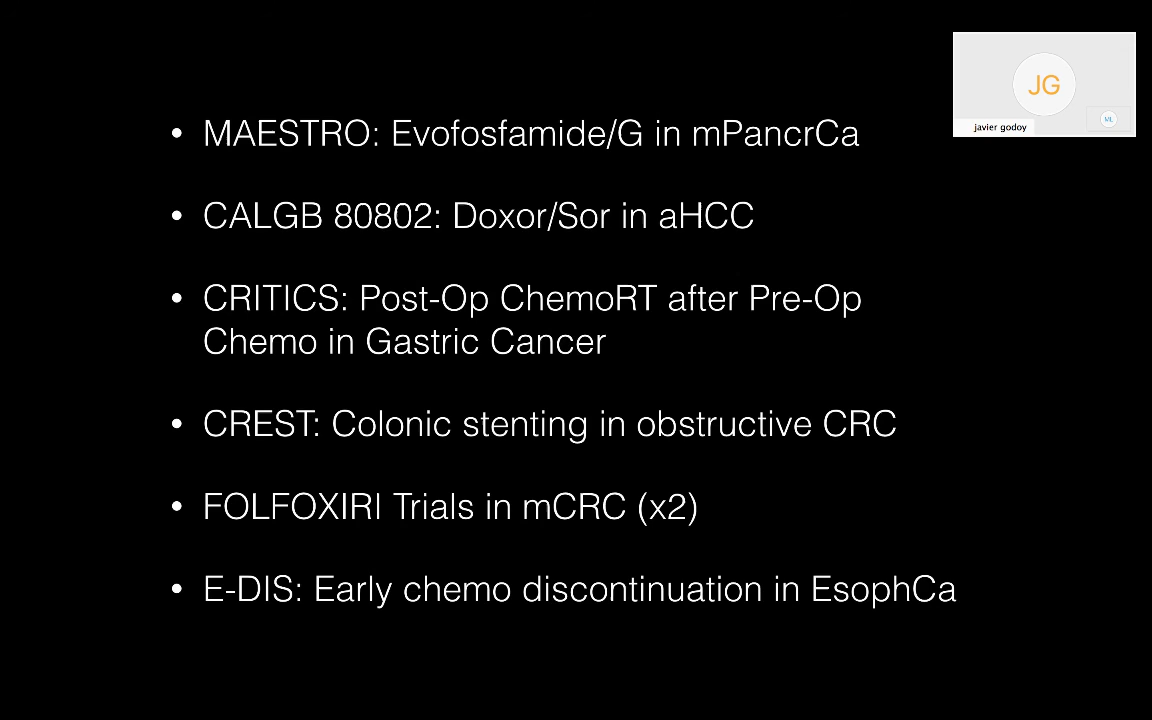 JG
ML
javier godoy
• MAESTRO: Evofosfamide/G in mPancrCa
• CALGB 80802: Doxor/Sor in aHCC
• CRITICS: Post-Op ChemoRT after Pre-Op
Chemo in Gastric Cancer
• CREST: Colonic stenting in obstructive CRC
• FOLFOXIRI Trials in mCRC (x2)
• E-DIS: Early chemo discontinuation in EsophCa